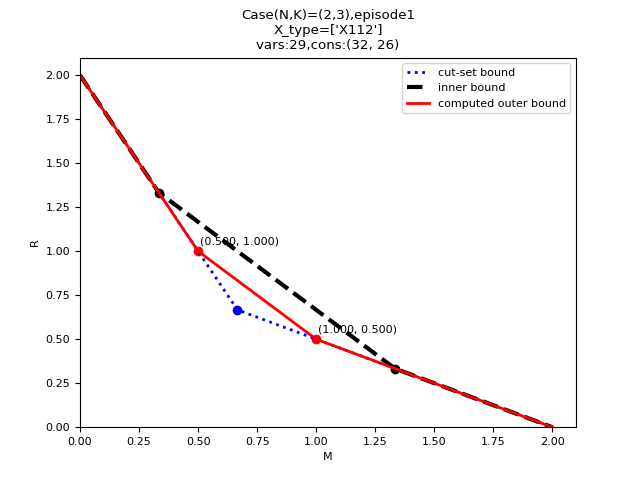 Case(N,K)=(2,3),episode1
X_type=['X112']
vars:29,cons:(32, 26)
cut-set bound
inner bound
computed outer bound
2.00
1.75
1.50
1.25
1.00
0.75
0.50
0.25
0.00
R
(0.500, 1.000)
(1.000, 0.500)
0.00 0.25 0.50 0.75 1.00 1.25 1.50 1.75 2.00
M